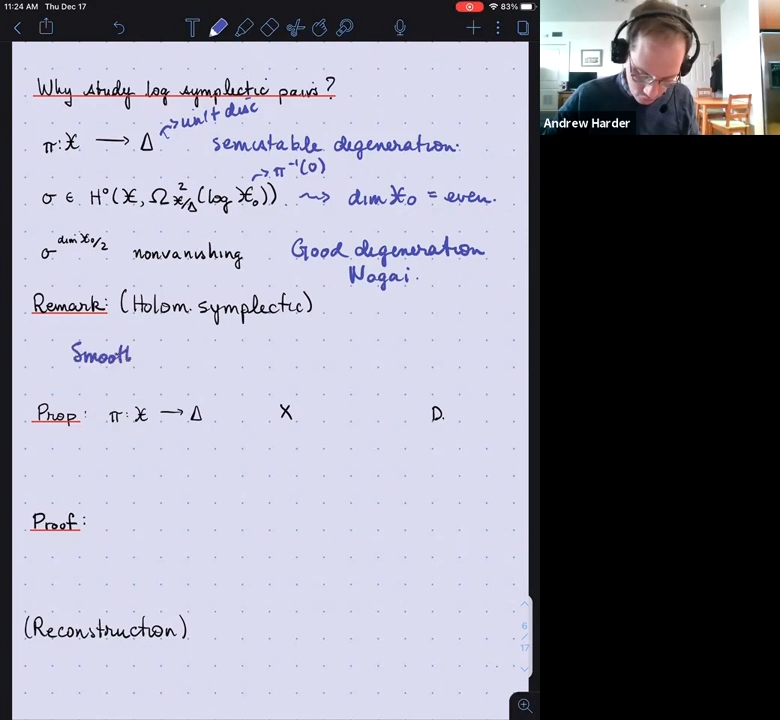 11:24 AM Thu Dec 17
83%
Why study log symplectic pairs?
π: 𝒳 → Δ → unit disc semistable degeneration.
→ π⁻¹(0)
σ ∈ H⁰(𝒳, Ω²_{𝒳/Δ}(log 𝒳₀)) ⇝ dim 𝒳₀ = even.
σ^{dim 𝒳₀/2} nonvanishing Good degeneration
Nagai.
Remark: (Holom. symplectic)
Smooth
Prop: π: 𝒳 → Δ X D.
Proof:
(Reconstruction)
6
/
17
Andrew Harder